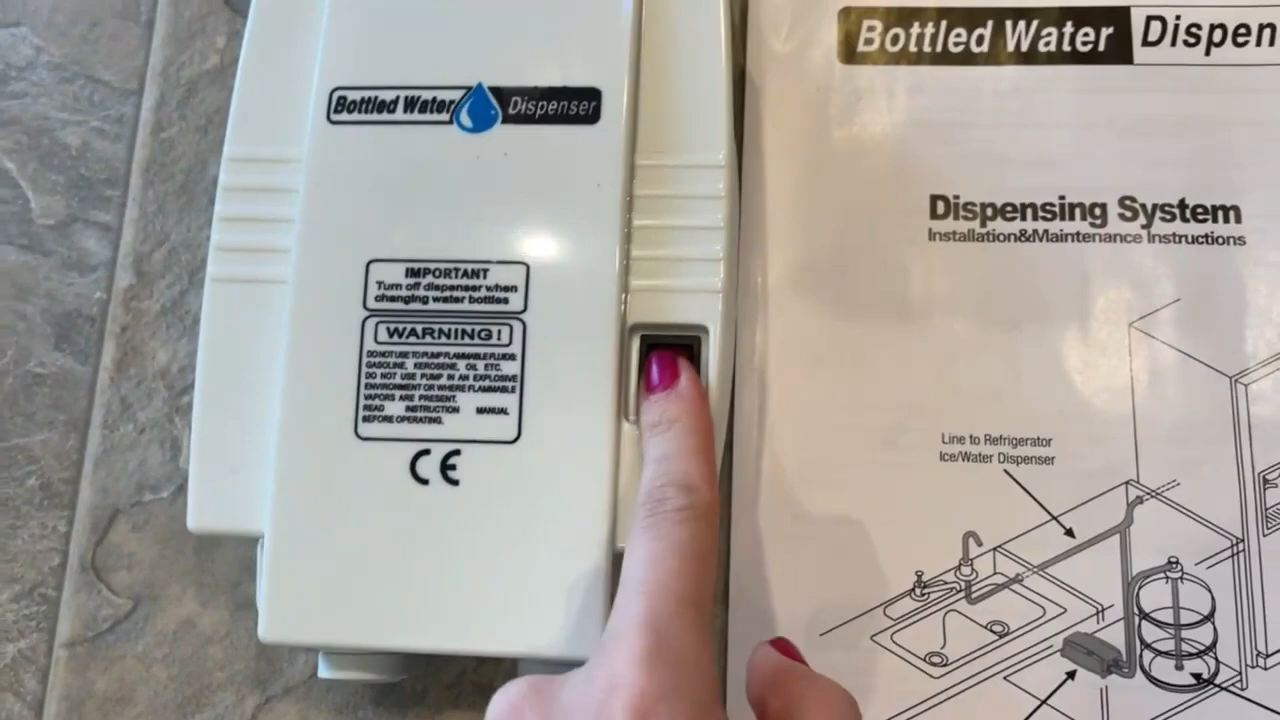 Bottled Water Dispenser
IMPORTANT
Turn off dispenser when
changing water bottles
WARNING!
DO NOT USE TO PUMP FLAMMABLE FLUIDS:
GASOLINE, KEROSENE, OIL ETC.
DO NOT USE PUMP IN AN EXPLOSIVE
ENVIRONMENT OR WHERE FLAMMABLE
VAPORS ARE PRESENT.
READ INSTRUCTION MANUAL
BEFORE OPERATING.
CE
Bottled Water Dispen
Dispensing System
Installation&Maintenance Instructions
Line to Refrigerator
Ice/Water Dispenser